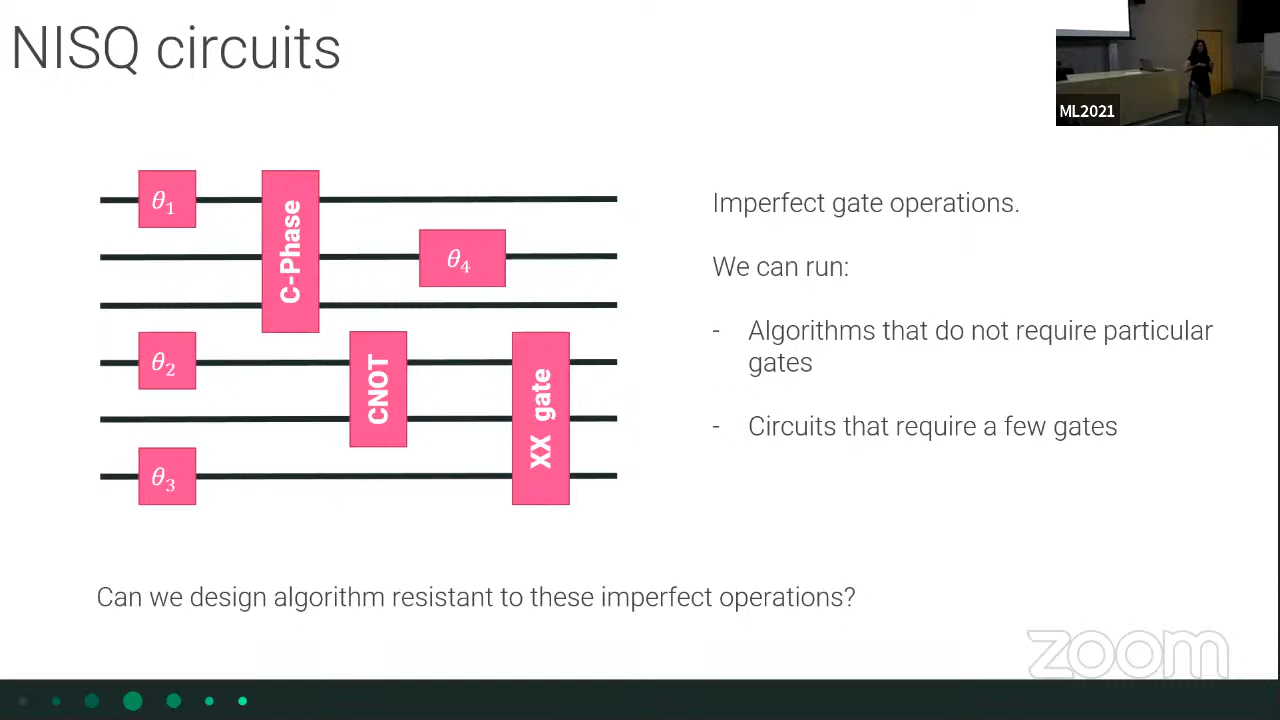 NISQ circuits
ML2021
θ1
C-Phase
θ4
θ2
CNOT
XX gate
θ3
Imperfect gate operations.
We can run:
- Algorithms that do not require particular
gates
- Circuits that require a few gates
Can we design algorithm resistant to these imperfect operations?
zoom